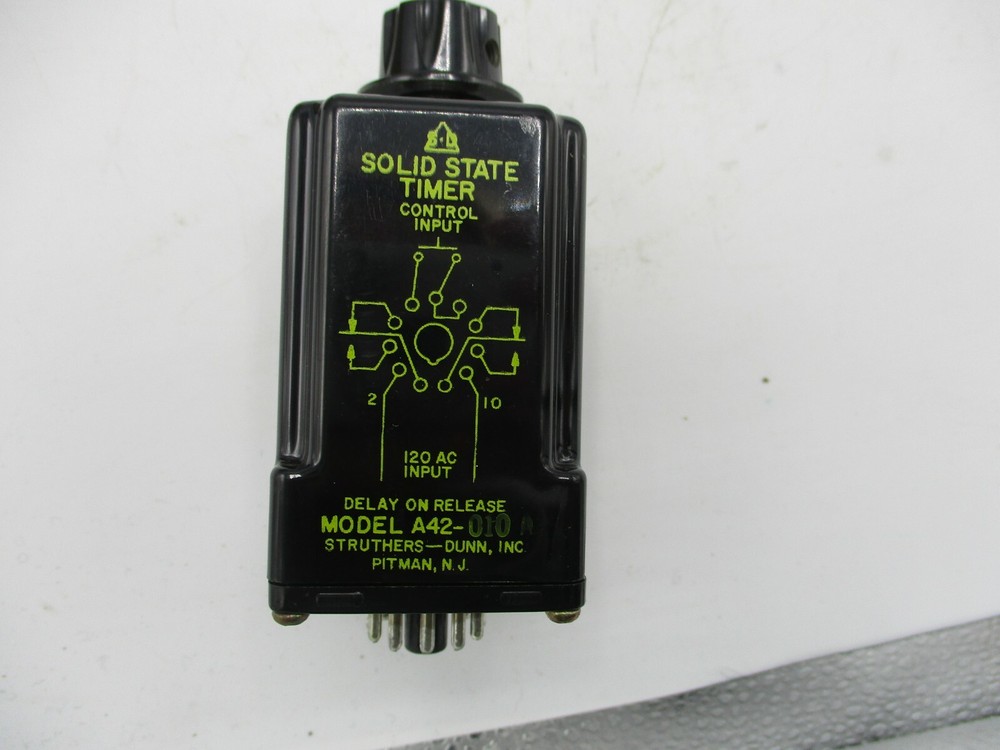 SOLID STATE
TIMER
CONTROL
INPUT
2
10
120 AC
INPUT
DELAY ON RELEASE
MODEL A42-010 A
STRUTHERS—DUNN, INC
PITMAN, N.J.